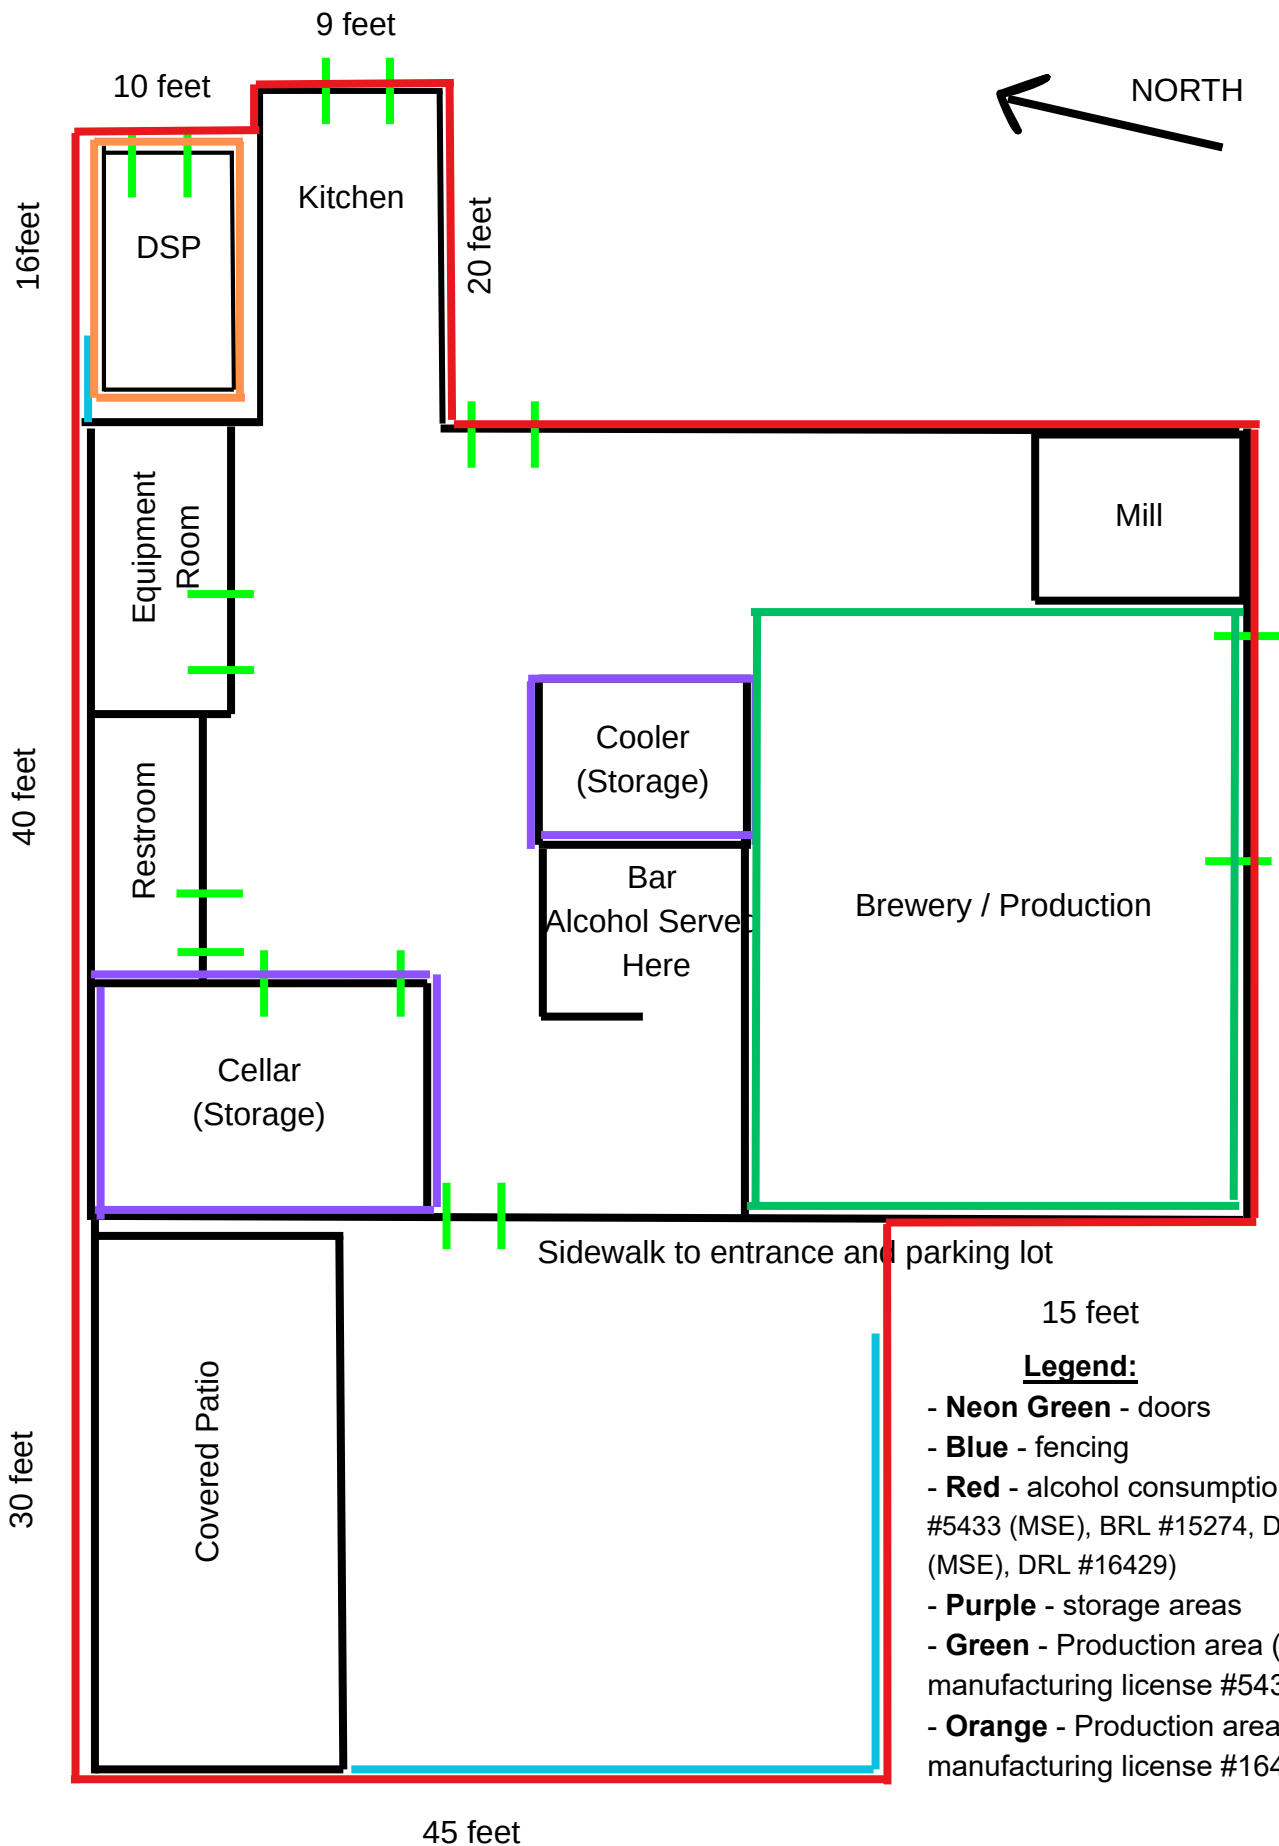 9 feet
10 feet
NORTH
Kitchen
DSP
16feet
20 feet
Equipment
Room
Mill
Cooler
(Storage)
40 feet
Restroom
Bar
Alcohol Served
Here
Brewery / Production
Cellar
(Storage)
Sidewalk to entrance and parking lot
15 feet
Legend:
- Neon Green - doors
- Blue - fencing
- Red - alcohol consumptio
#5433 (MSE), BRL #15274, D
(MSE), DRL #16429)
- Purple - storage areas
- Green - Production area (
manufacturing license #543
- Orange - Production area
manufacturing license #164
Covered Patio
30 feet
45 feet